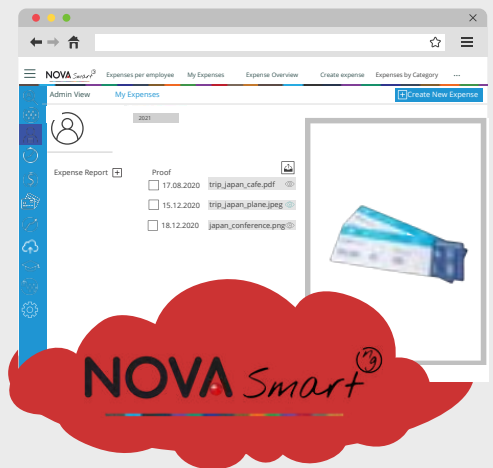 NOVA Smart³ Expenses per employee My Expenses Expense Overview Create expense Expenses by Category ...
Admin View My Expenses +Create New Expense
2021
Expense Report + Proof
17.08.2020 trip_japan_cafe.pdf
15.12.2020 trip_japan_plane.jpeg
18.12.2020 japan_conference.png
NOVA Smart ng